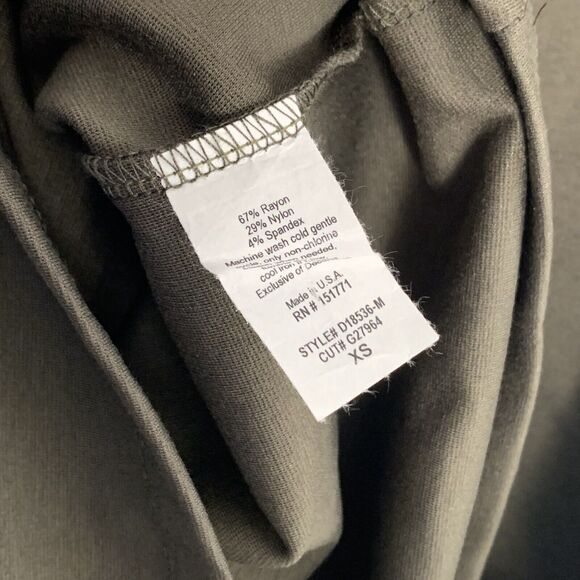 67% Rayon
29% Nylon
4% Spandex
Machine wash cold gentle
only non-chlorine
cool iron if needed.
Exclusive of Decor
Made in U.S.A.
RN# 151771
STYLE# D18536-M
CUT# G27964
XS